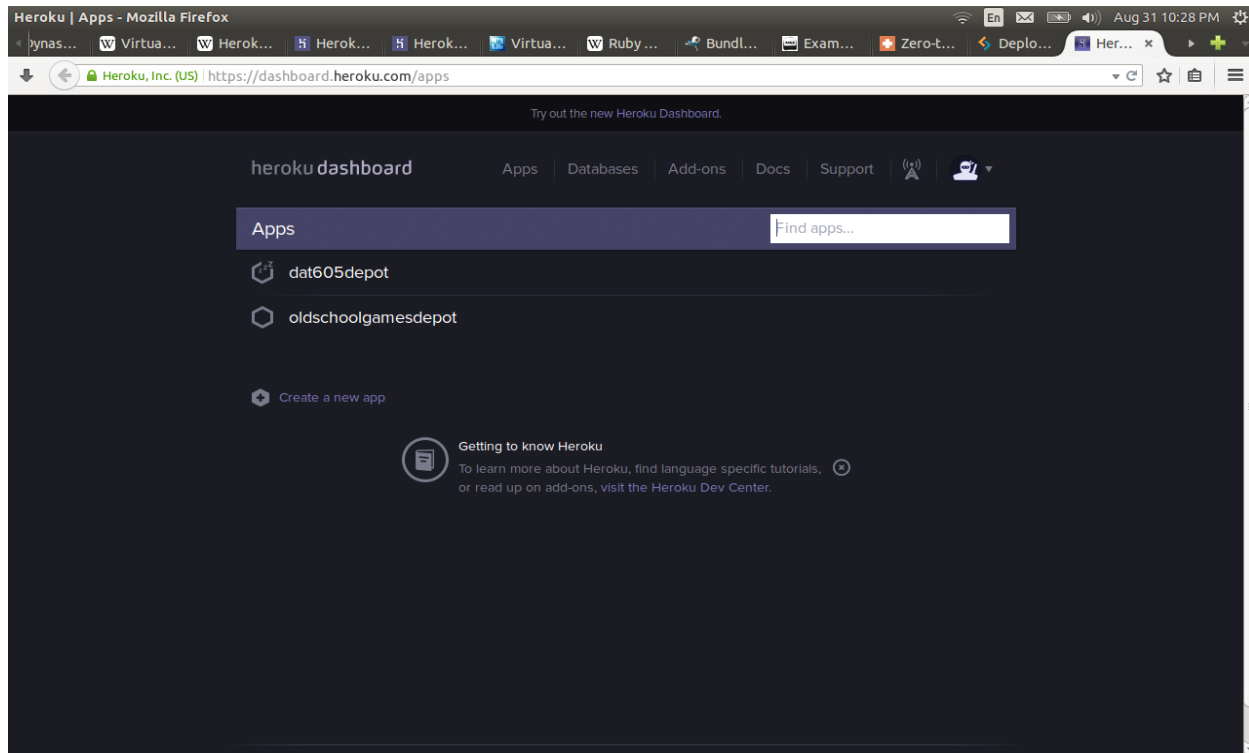 Heroku | Apps - Mozilla Firefox
En
Aug 31 10:28 PM
ynas... Virtua... Herok... Herok... Herok... Virtua... Ruby ... Bundl... Exam... Zero-t... Deplo... Her... ×
Heroku, Inc. (US) https://dashboard.heroku.com/apps
Try out the new Heroku Dashboard.
heroku dashboard Apps Databases Add-ons Docs Support
Apps Find apps...
dat605depot
oldschoolgamesdepot
Create a new app
Getting to know Heroku
To learn more about Heroku, find language specific tutorials,
or read up on add-ons, visit the Heroku Dev Center.